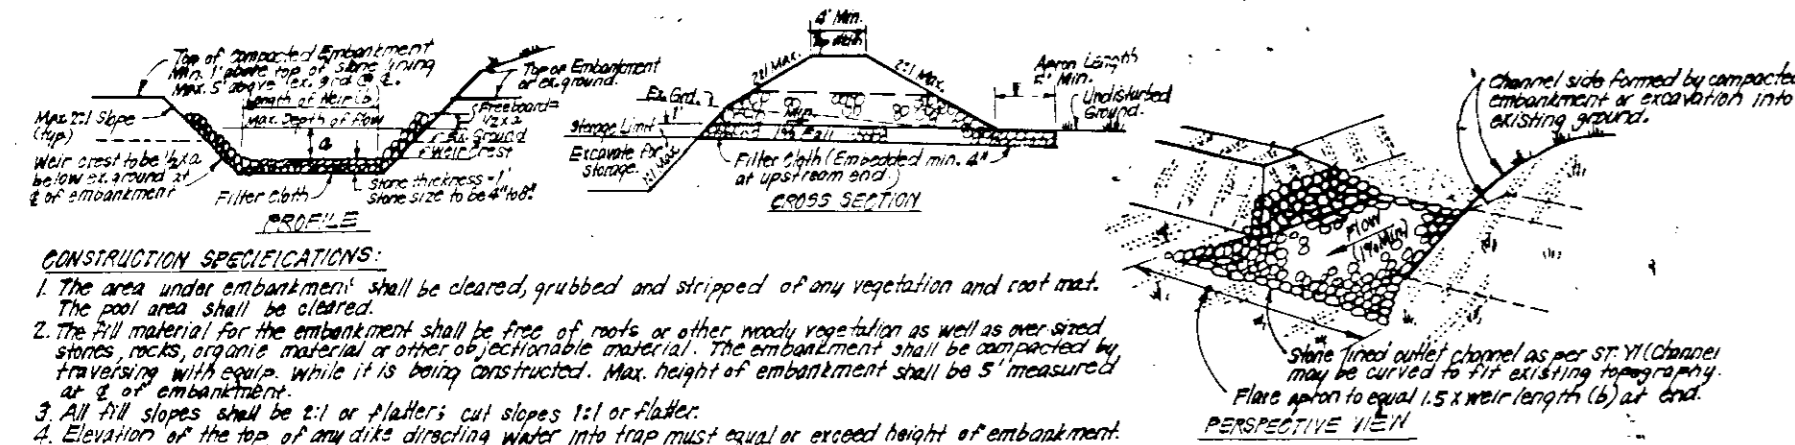 Top of Compacted Embankment
Min. 1' above top of stone lining
Max. 5' above ex. grd @ ℄.
Length of Weir (b)
Max. Depth of Flow
Max. 2:1 Slope
(typ.)
Weir crest to be 1/2 x a
below ex. ground at
℄ of embankment
Filter Cloth
a
Top of Embankment
or ex. ground.
Freeboard=
1/2 x a
Ex. Ground
Weir Crest
Stone thickness = 1'
Stone size to be 4" to 8".
PROFILE
4' Min.
Top Width
2:1 Max.
2:1 Max.
Apron Length
5' Min.
Undisturbed
Ground.
Ex. Grd.
1'
Min.
Storage Limit
1% Fall
Excavate for
Storage.
1:1 Max.
Filter Cloth (Embedded min. 4"
at upstream end.)
CROSS SECTION
Channel side formed by compacted
embankment or excavation into
existing ground.
FLOW
(1% Min.)
Stone lined outlet channel as per ST-VI (Channel
may be curved to fit existing topography.
Flare apron to equal 1.5 x weir length (b) at end.
PERSPECTIVE VIEW
CONSTRUCTION SPECIFICATIONS:
1. The area under embankment shall be cleared, grubbed and stripped of any vegetation and root mat.
The pool area shall be cleared.
2. The fill material for the embankment shall be free of roots or other woody vegetation as well as over sized
stones, rocks, organic material or other objectionable material. The embankment shall be compacted by
traversing with equip. while it is being constructed. Max. height of embankment shall be 5' measured
at ℄ of embankment.
3. All fill slopes shall be 2:1 or flatter; cut slopes 1:1 or flatter.
4. Elevation of the top of any dike directing water into trap must equal or exceed height of embankment.